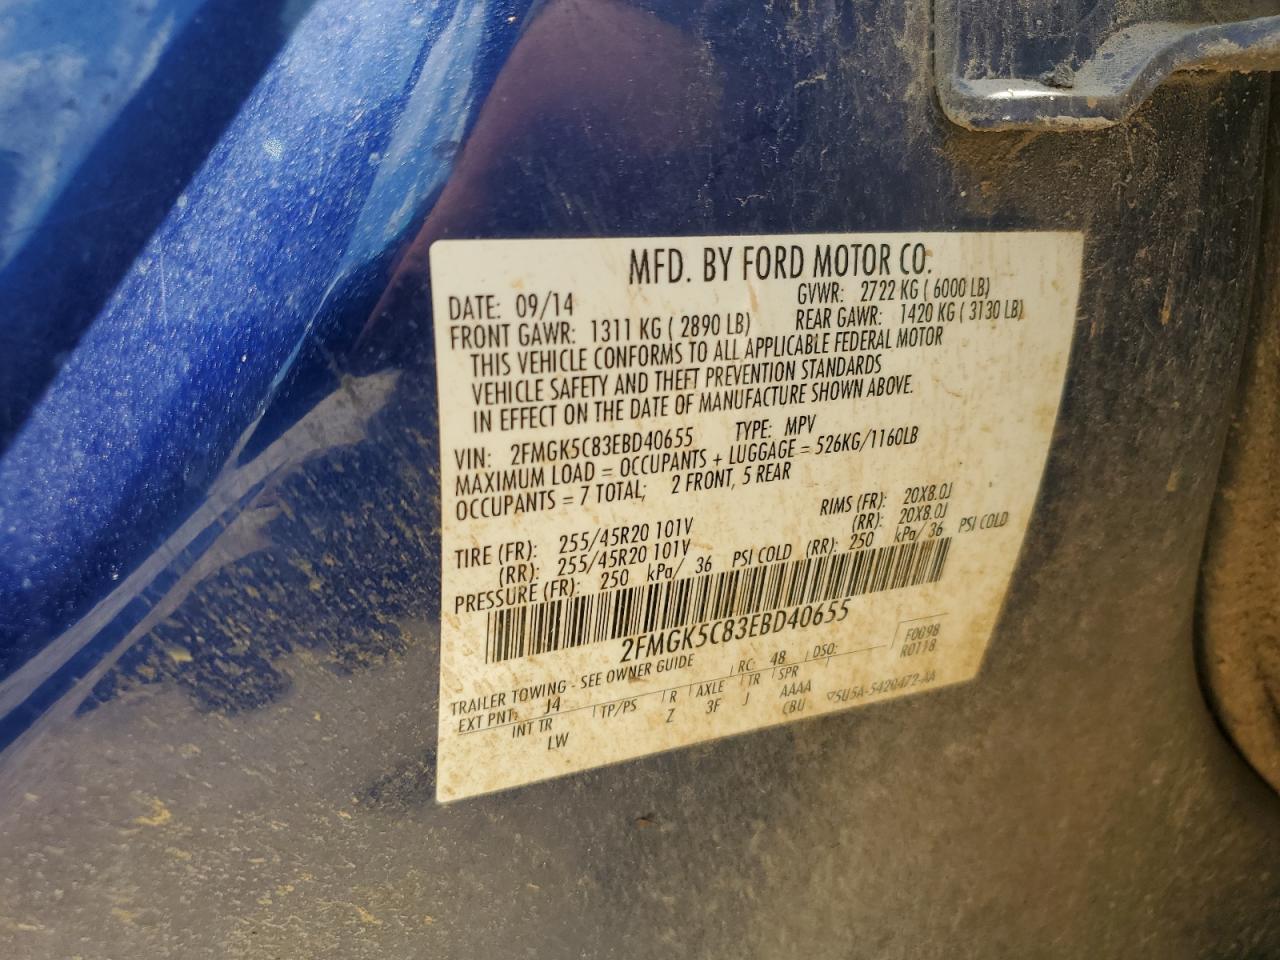 MFD. BY FORD MOTOR CO.
DATE: 09/14 GVWR: 2722 KG ( 6000 LB)
FRONT GAWR: 1311 KG ( 2890 LB) REAR GAWR: 1420 KG ( 3130 LB)
THIS VEHICLE CONFORMS TO ALL APPLICABLE FEDERAL MOTOR
VEHICLE SAFETY AND THEFT PREVENTION STANDARDS
IN EFFECT ON THE DATE OF MANUFACTURE SHOWN ABOVE.
VIN: 2FMGK5C83EBD40655 TYPE: MPV
MAXIMUM LOAD = OCCUPANTS + LUGGAGE = 526KG/1160LB
OCCUPANTS = 7 TOTAL; 2 FRONT, 5 REAR
TIRE (FR): 255/45R20 101V RIMS (FR): 20X8.0J
(RR): 255/45R20 101V (RR): 20X8.0J
PRESSURE (FR): 250 kPa/ 36 PSI COLD (RR): 250 kPa/ 36 PSI COLD
2FMGK5C83EBD40655
TRAILER TOWING - SEE OWNER GUIDE
EXT PNT: J4 RC: 48 DSO: F0098
R0118
INT TR TP/PS R AXLE TR SPR
LW Z 3F J AAAA
CBU
▽5U5A-5420472-AA